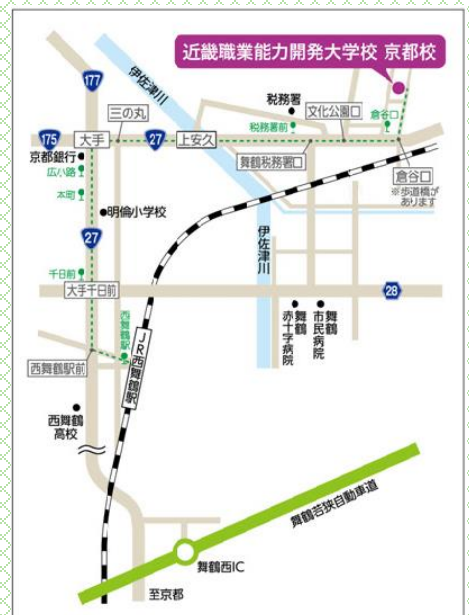 近畿職業能力開発大学校 京都校
177
伊佐津川
税務署
文化公園口
三の丸
税務署前
倉谷口
175
大手
27
上安久
京都銀行
広小路
舞鶴税務署口
倉谷口
※歩道橋が
あります
本町
明倫小学校
27
伊佐津川
千日前
大手千日前
28
西舞鶴駅
JR西舞鶴駅
舞鶴
赤十字病院
舞鶴
市民病院
西舞鶴駅前
西舞鶴
高校
舞鶴若狭自動車道
舞鶴西IC
至京都